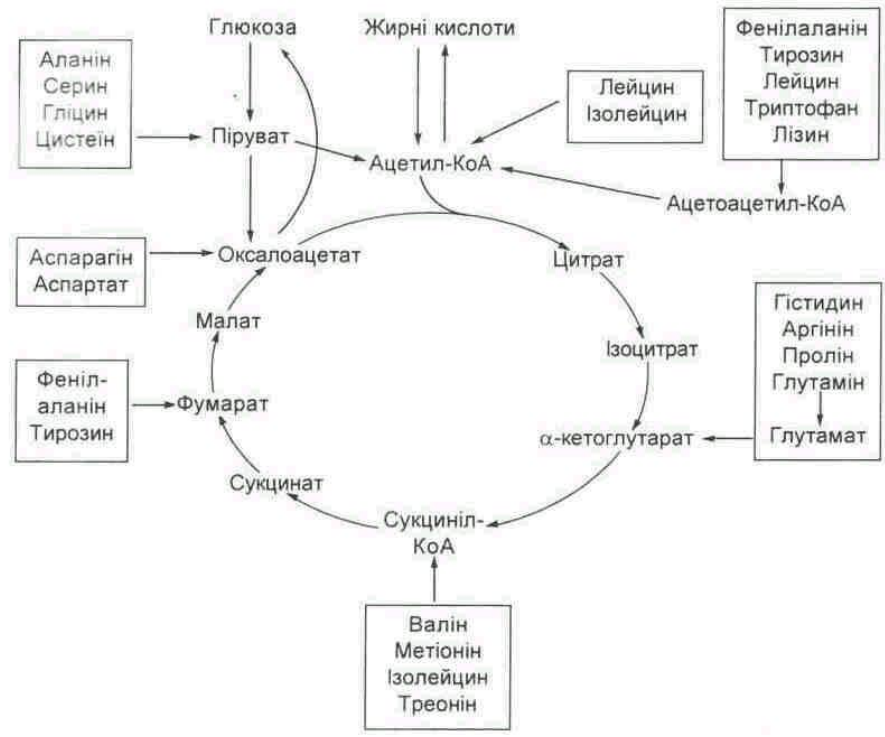 Глюкоза
Жирні кислоти
Аланін
Серин
Гліцин
Цистеїн
Лейцин
Ізолейцин
Фенілаланін
Тирозин
Лейцин
Триптофан
Лізин
Піруват
Ацетил-КоА
Ацетоацетил-КоА
Аспарагін
Аспартат
Оксалоацетат
Цитрат
Малат
Ізоцитрат
Гістидин
Аргінін
Пролін
Глутамін
Глутамат
Феніл-
аланін
Тирозин
Фумарат
α-кетоглутарат
Сукцинат
Сукциніл-
КоА
Валін
Метіонін
Ізолейцин
Треонін